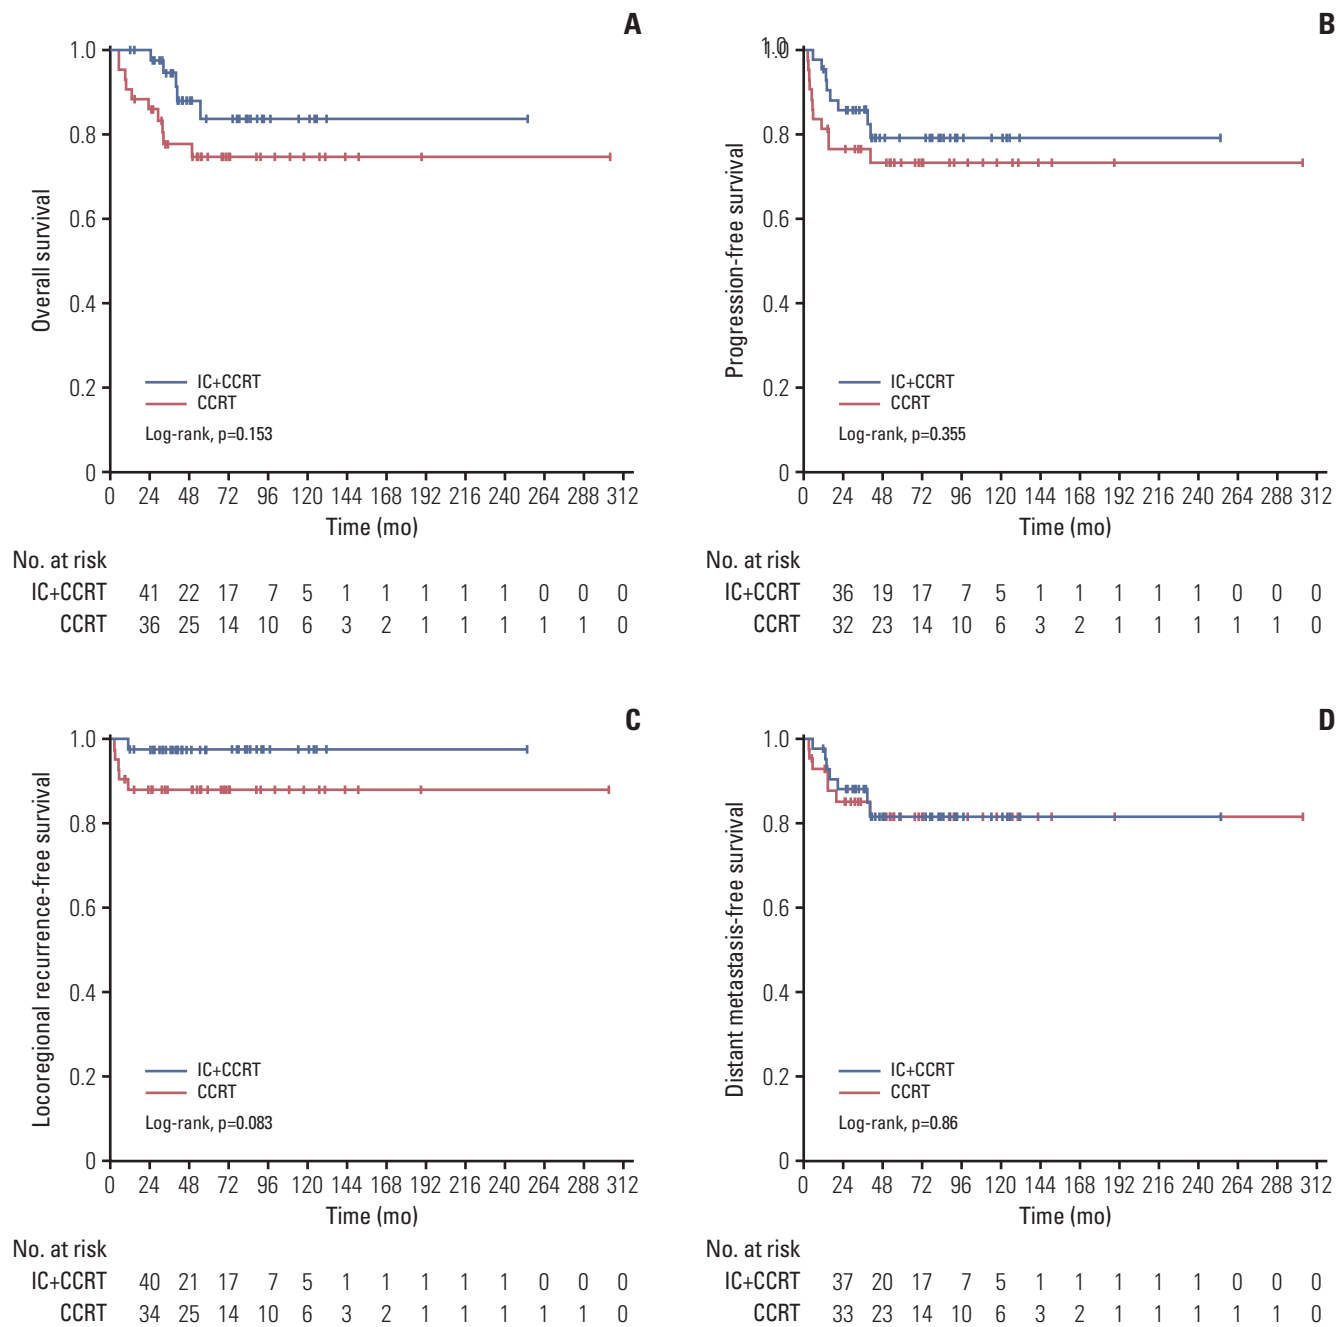 A
1.0
0.8
0.6
0.4
0.2
0
Overall survival
IC+CCRT
CCRT
Log-rank, p=0.153
0 24 48 72 96 120 144 168 192 216 240 264 288 312
Time (mo)
No. at risk
IC+CCRT 41 22 17 7 5 1 1 1 1 1 0 0 0
CCRT 36 25 14 10 6 3 2 1 1 1 1 1 0
B
1.0
1.0
0.8
0.6
0.4
0.2
0
Progression-free survival
IC+CCRT
CCRT
Log-rank, p=0.355
0 24 48 72 96 120 144 168 192 216 240 264 288 312
Time (mo)
No. at risk
IC+CCRT 36 19 17 7 5 1 1 1 1 1 0 0 0
CCRT 32 23 14 10 6 3 2 1 1 1 1 1 0
C
1.0
0.8
0.6
0.4
0.2
0
Locoregional recurrence-free survival
IC+CCRT
CCRT
Log-rank, p=0.083
0 24 48 72 96 120 144 168 192 216 240 264 288 312
Time (mo)
No. at risk
IC+CCRT 40 21 17 7 5 1 1 1 1 1 0 0 0
CCRT 34 25 14 10 6 3 2 1 1 1 1 1 0
D
1.0
0.8
0.6
0.4
0.2
0
Distant metastasis-free survival
IC+CCRT
CCRT
Log-rank, p=0.86
0 24 48 72 96 120 144 168 192 216 240 264 288 312
Time (mo)
No. at risk
IC+CCRT 37 20 17 7 5 1 1 1 1 1 0 0 0
CCRT 33 23 14 10 6 3 2 1 1 1 1 1 0